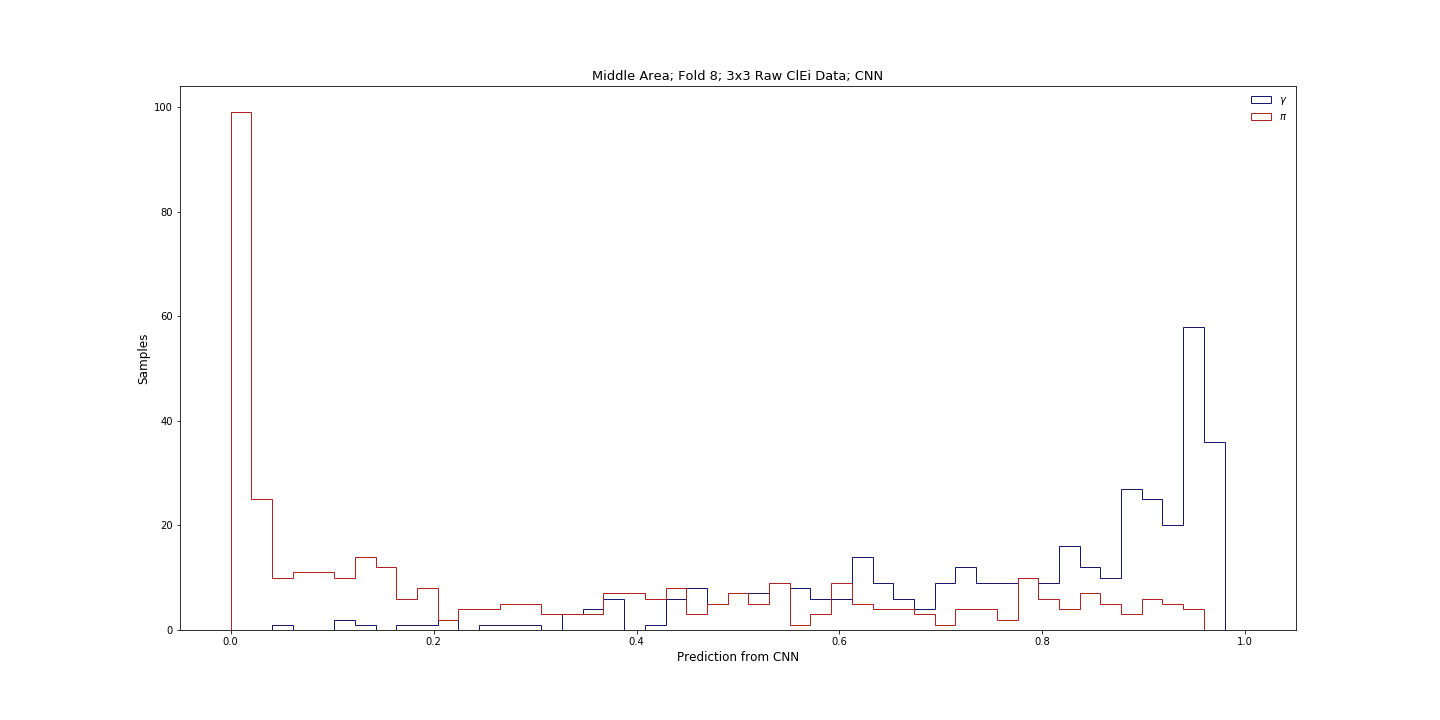 Middle Area; Fold 8; 3x3 Raw ClEi Data; CNN
γ
π
100
80
60
40
20
0
Samples
0.0 0.2 0.4 0.6 0.8 1.0
Prediction from CNN